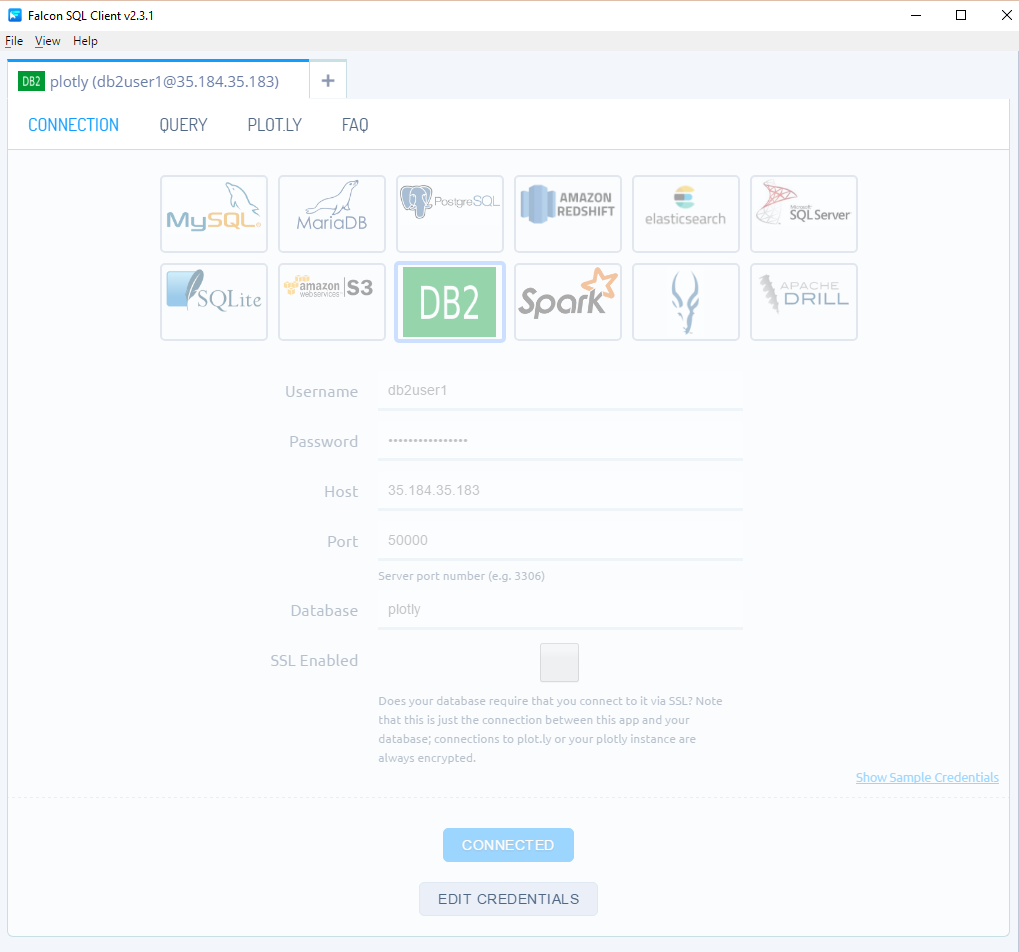 Falcon SQL Client v2.3.1
File View Help
DB2 plotly (db2user1@35.184.35.183) +
CONNECTION QUERY PLOT.LY FAQ
MySQL
MariaDB
PostgreSQL
AMAZON
REDSHIFT
elasticsearch
Microsoft
SQL Server
SQLite
amazon
webservices
S3
DB2
Spark
APACHE
DRILL
Username db2user1
Password ••••••••••••••••
Host 35.184.35.183
Port 50000
Server port number (e.g. 3306)
Database plotly
SSL Enabled
Does your database require that you connect to it via SSL? Note
that this is just the connection between this app and your
database; connections to plot.ly or your plotly instance are
always encrypted.
Show Sample Credentials
CONNECTED
EDIT CREDENTIALS